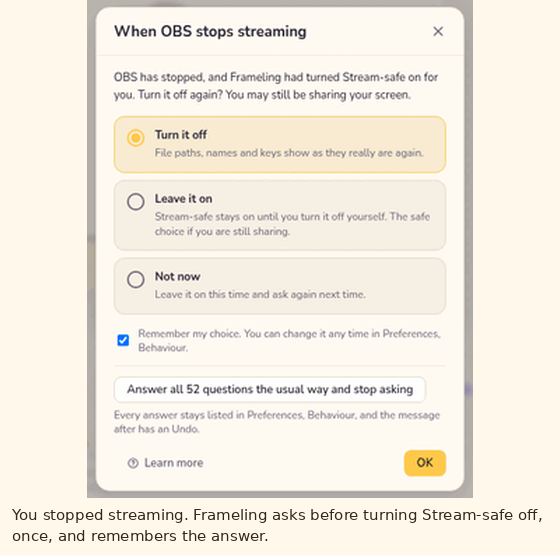 When OBS stops streaming
OBS has stopped, and Frameling had turned Stream-safe on for
you. Turn it off again? You may still be sharing your screen.
Turn it off
File paths, names and keys show as they really are again.
Leave it on
Stream-safe stays on until you turn it off yourself. The safe
choice if you are still sharing.
Not now
Leave it on this time and ask again next time.
Remember my choice. You can change it any time in Preferences,
Behaviour.
Answer all 52 questions the usual way and stop asking
Every answer stays listed in Preferences, Behaviour, and the message
after has an Undo.
Learn more
OK
You stopped streaming. Frameling asks before turning Stream-safe off,
once, and remembers the answer.